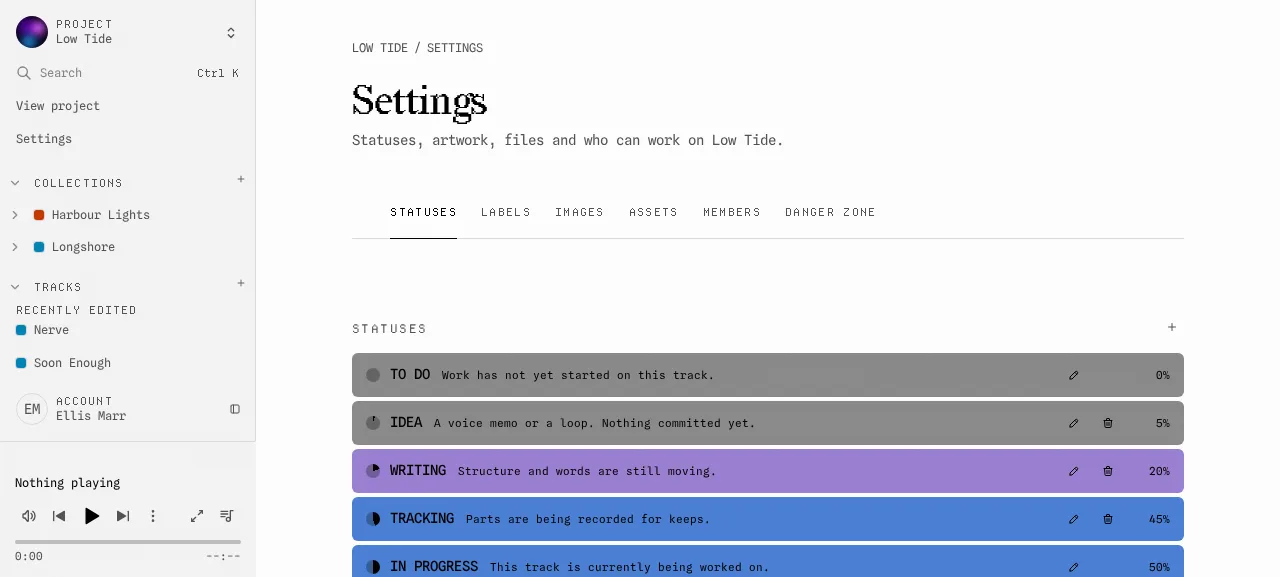 PROJECT
Low Tide
Search Ctrl K
View project
Settings
COLLECTIONS +
Harbour Lights
Longshore
TRACKS +
RECENTLY EDITED
Nerve
Soon Enough
EM
ACCOUNT
Ellis Marr
Nothing playing
0:00 --:--
LOW TIDE / SETTINGS
Settings
Statuses, artwork, files and who can work on Low Tide.
STATUSES LABELS IMAGES ASSETS MEMBERS DANGER ZONE
STATUSES +
TO DO Work has not yet started on this track. 0%
IDEA A voice memo or a loop. Nothing committed yet. 5%
WRITING Structure and words are still moving. 20%
TRACKING Parts are being recorded for keeps. 45%
IN PROGRESS This track is currently being worked on. 50%